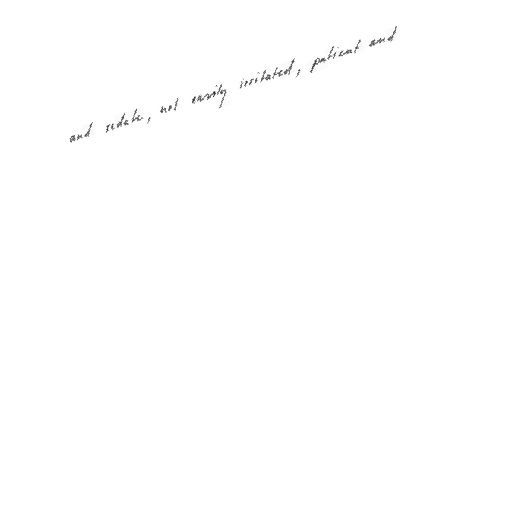 and sedate, not easily irritated, patient and